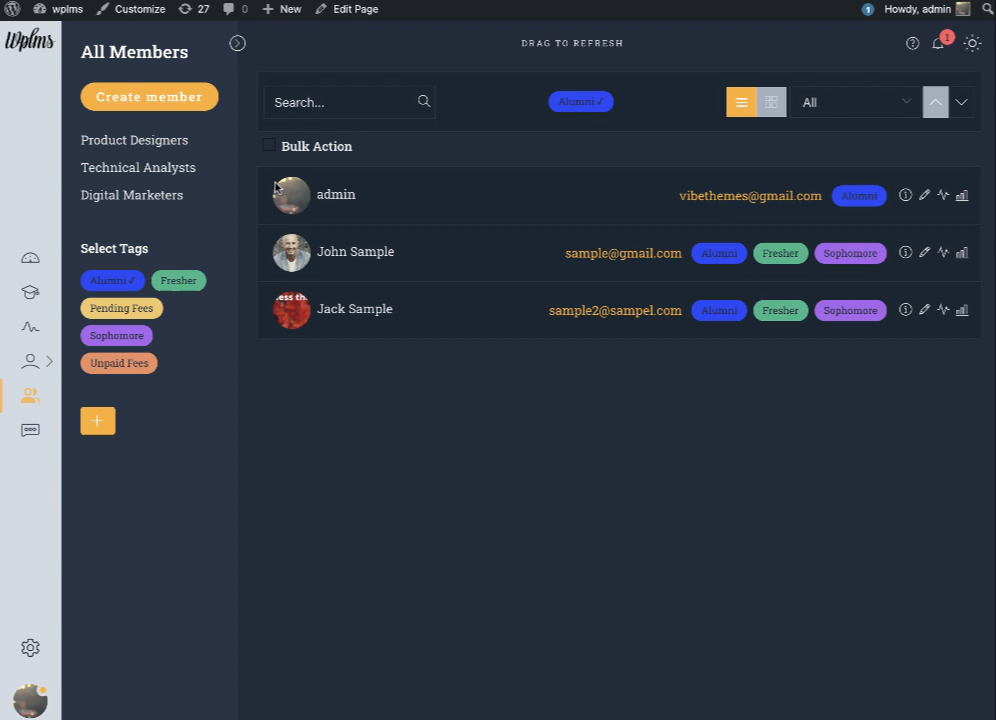 wplms Customize 27 0 New Edit Page 1 Howdy, admin
Wplms
All Members
DRAG TO REFRESH
1
Create member
Search...
Alumni ✓
All
Product Designers
Technical Analysts
Digital Marketers
Bulk Action
admin vibethemes@gmail.com Alumni
John Sample sample@gmail.com Alumni Fresher Sophomore
Jack Sample sample2@sampel.com Alumni Fresher Sophomore
Select Tags
Alumni ✓ Fresher
Pending Fees
Sophomore
Unpaid Fees
+